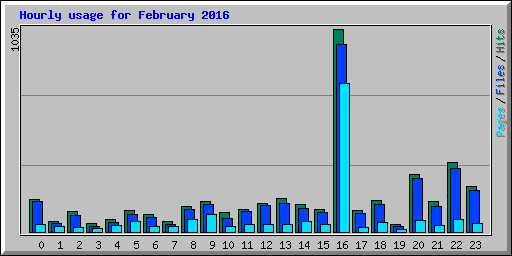 Hourly usage for February 2016
1035
Pages/Files/Hits
0 1 2 3 4 5 6 7 8 9 10 11 12 13 14 15 16 17 18 19 20 21 22 23